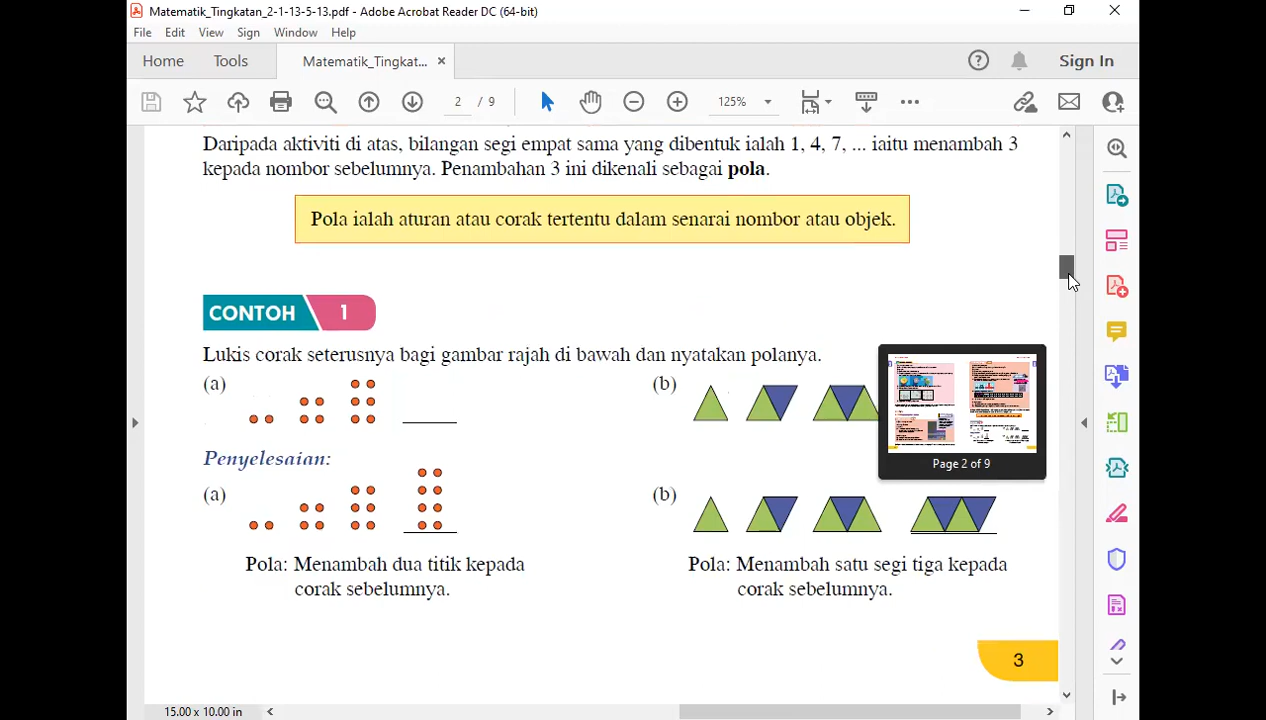 Matematik_Tingkatan_2-1-13-5-13.pdf - Adobe Acrobat Reader DC (64-bit)
File Edit View Sign Window Help
Home Tools Matematik_Tingkat... × Sign In
2 / 9 125%
Daripada aktiviti di atas, bilangan segi empat sama yang dibentuk ialah 1, 4, 7, ... iaitu menambah 3
kepada nombor sebelumnya. Penambahan 3 ini dikenali sebagai pola.
Pola ialah aturan atau corak tertentu dalam senarai nombor atau objek.
CONTOH 1
Lukis corak seterusnya bagi gambar rajah di bawah dan nyatakan polanya.
(a) (b)
Page 2 of 9
Penyelesaian:
(a) (b)
Pola: Menambah dua titik kepada
corak sebelumnya.
Pola: Menambah satu segi tiga kepada
corak sebelumnya.
3
15.00 x 10.00 in